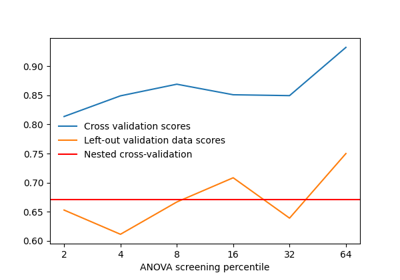 0.90
0.85
0.80
0.75
0.70
0.65
0.60
Cross validation scores
Left-out validation data scores
Nested cross-validation
2 4 8 16 32 64
ANOVA screening percentile